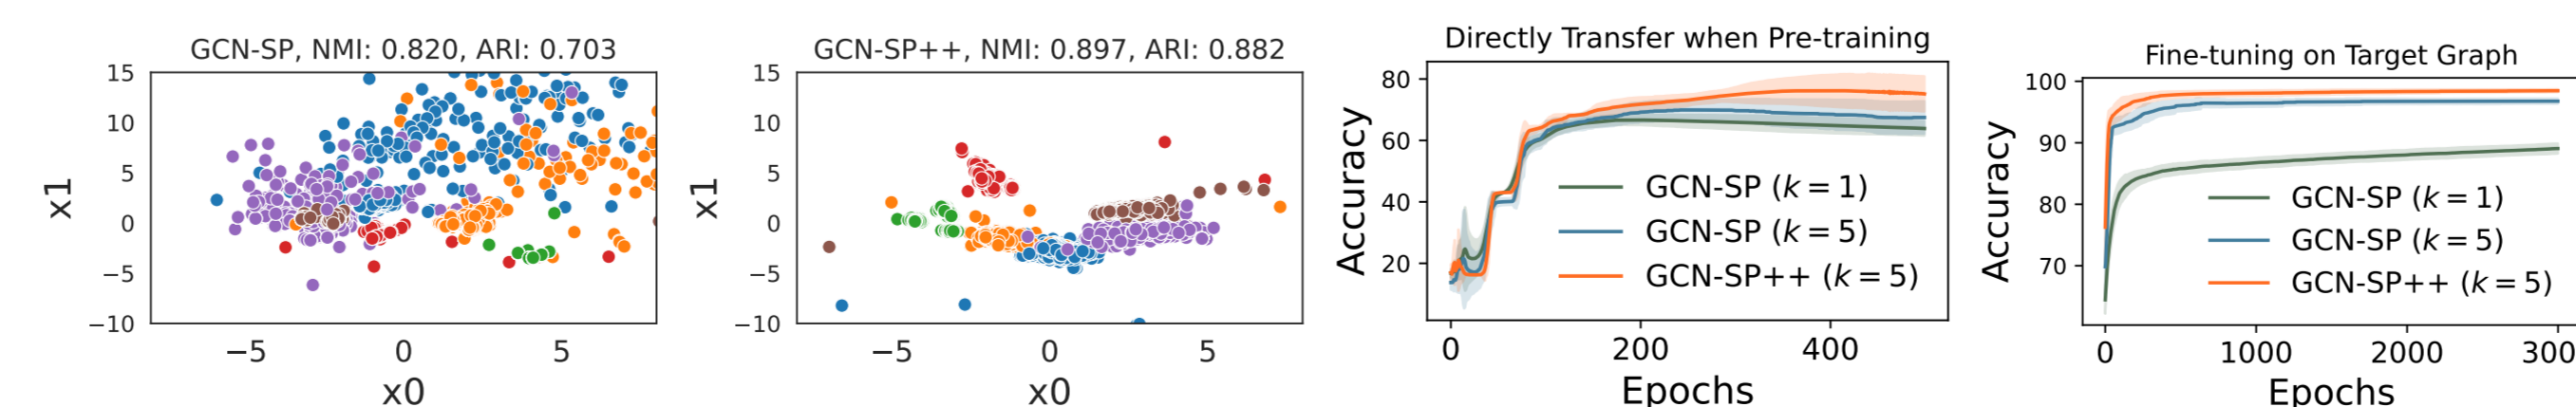 GCN-SP, NMI: 0.820, ARI: 0.703
15
10
5
0
−5
−10
x1
−5 0 5
x0
GCN-SP++, NMI: 0.897, ARI: 0.882
15
10
5
0
−5
−10
x1
−5 0 5
x0
Directly Transfer when Pre-training
80
60
40
20
Accuracy
GCN-SP (k = 1)
GCN-SP (k = 5)
GCN-SP++ (k = 5)
0 200 400
Epochs
Fine-tuning on Target Graph
100
90
80
70
Accuracy
GCN-SP (k = 1)
GCN-SP (k = 5)
GCN-SP++ (k = 5)
0 1000 2000 300
Epochs